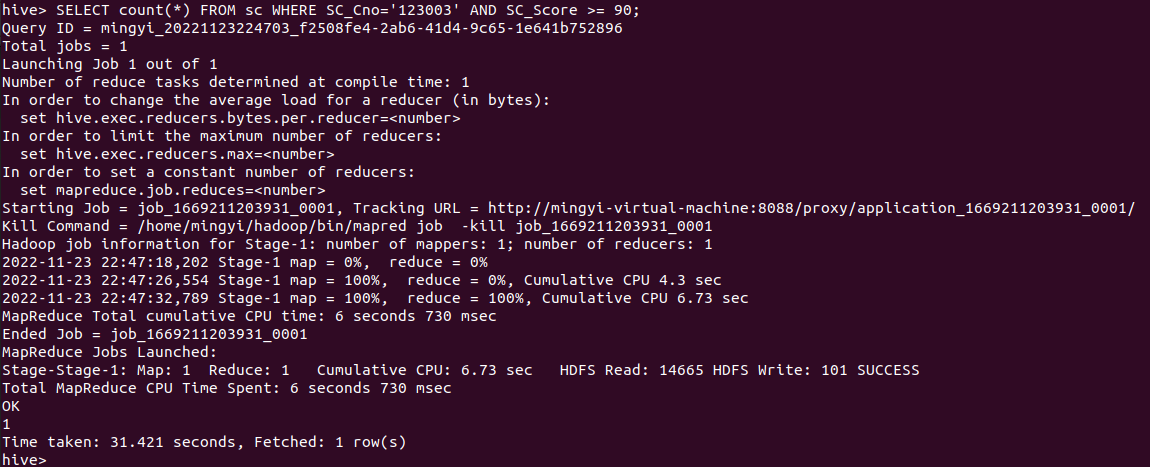 hive> SELECT count(*) FROM sc WHERE SC_Cno='123003' AND SC_Score >= 90;
Query ID = mingyi_20221123224703_f2508fe4-2ab6-41d4-9c65-1e641b752896
Total jobs = 1
Launching Job 1 out of 1
Number of reduce tasks determined at compile time: 1
In order to change the average load for a reducer (in bytes):
  set hive.exec.reducers.bytes.per.reducer=<number>
In order to limit the maximum number of reducers:
  set hive.exec.reducers.max=<number>
In order to set a constant number of reducers:
  set mapreduce.job.reduces=<number>
Starting Job = job_1669211203931_0001, Tracking URL = http://mingyi-virtual-machine:8088/proxy/application_1669211203931_0001/
Kill Command = /home/mingyi/hadoop/bin/mapred job  -kill job_1669211203931_0001
Hadoop job information for Stage-1: number of mappers: 1; number of reducers: 1
2022-11-23 22:47:18,202 Stage-1 map = 0%,  reduce = 0%
2022-11-23 22:47:26,554 Stage-1 map = 100%,  reduce = 0%, Cumulative CPU 4.3 sec
2022-11-23 22:47:32,789 Stage-1 map = 100%,  reduce = 100%, Cumulative CPU 6.73 sec
MapReduce Total cumulative CPU time: 6 seconds 730 msec
Ended Job = job_1669211203931_0001
MapReduce Jobs Launched:
Stage-Stage-1: Map: 1  Reduce: 1   Cumulative CPU: 6.73 sec   HDFS Read: 14665 HDFS Write: 101 SUCCESS
Total MapReduce CPU Time Spent: 6 seconds 730 msec
OK
1
Time taken: 31.421 seconds, Fetched: 1 row(s)
hive>